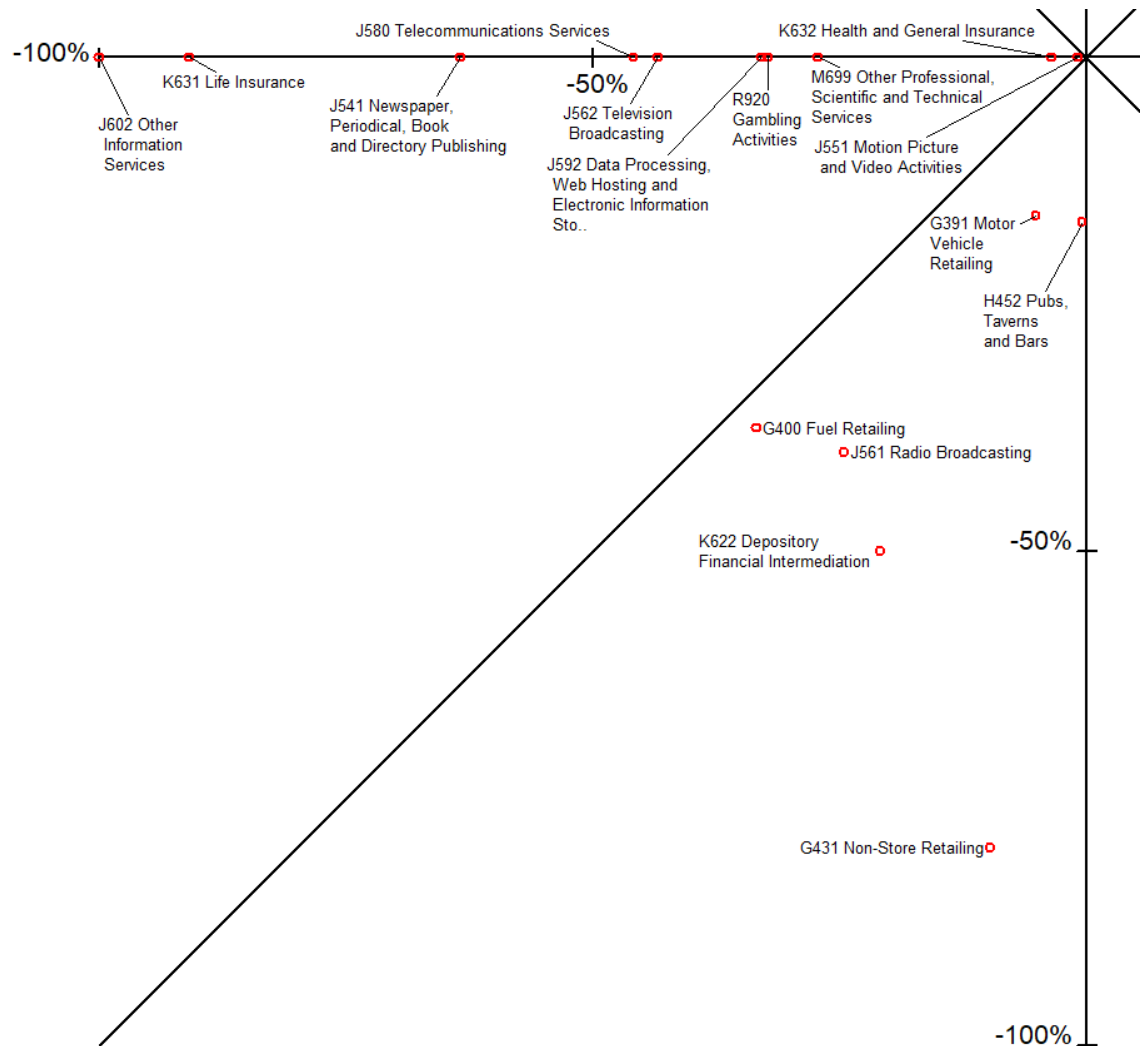 J580 Telecommunications Services
K632 Health and General Insurance
-100%
-50%
K631 Life Insurance
J541 Newspaper,
Periodical, Book
and Directory Publishing
J562 Television
Broadcasting
R920
Gambling
Activities
M699 Other Professional,
Scientific and Technical
Services
J602 Other
Information
Services
J592 Data Processing,
Web Hosting and
Electronic Information
Sto..
J551 Motion Picture
and Video Activities
G391 Motor
Vehicle
Retailing
H452 Pubs,
Taverns
and Bars
G400 Fuel Retailing
J561 Radio Broadcasting
-50%
K622 Depository
Financial Intermediation
G431 Non-Store Retailing
-100%